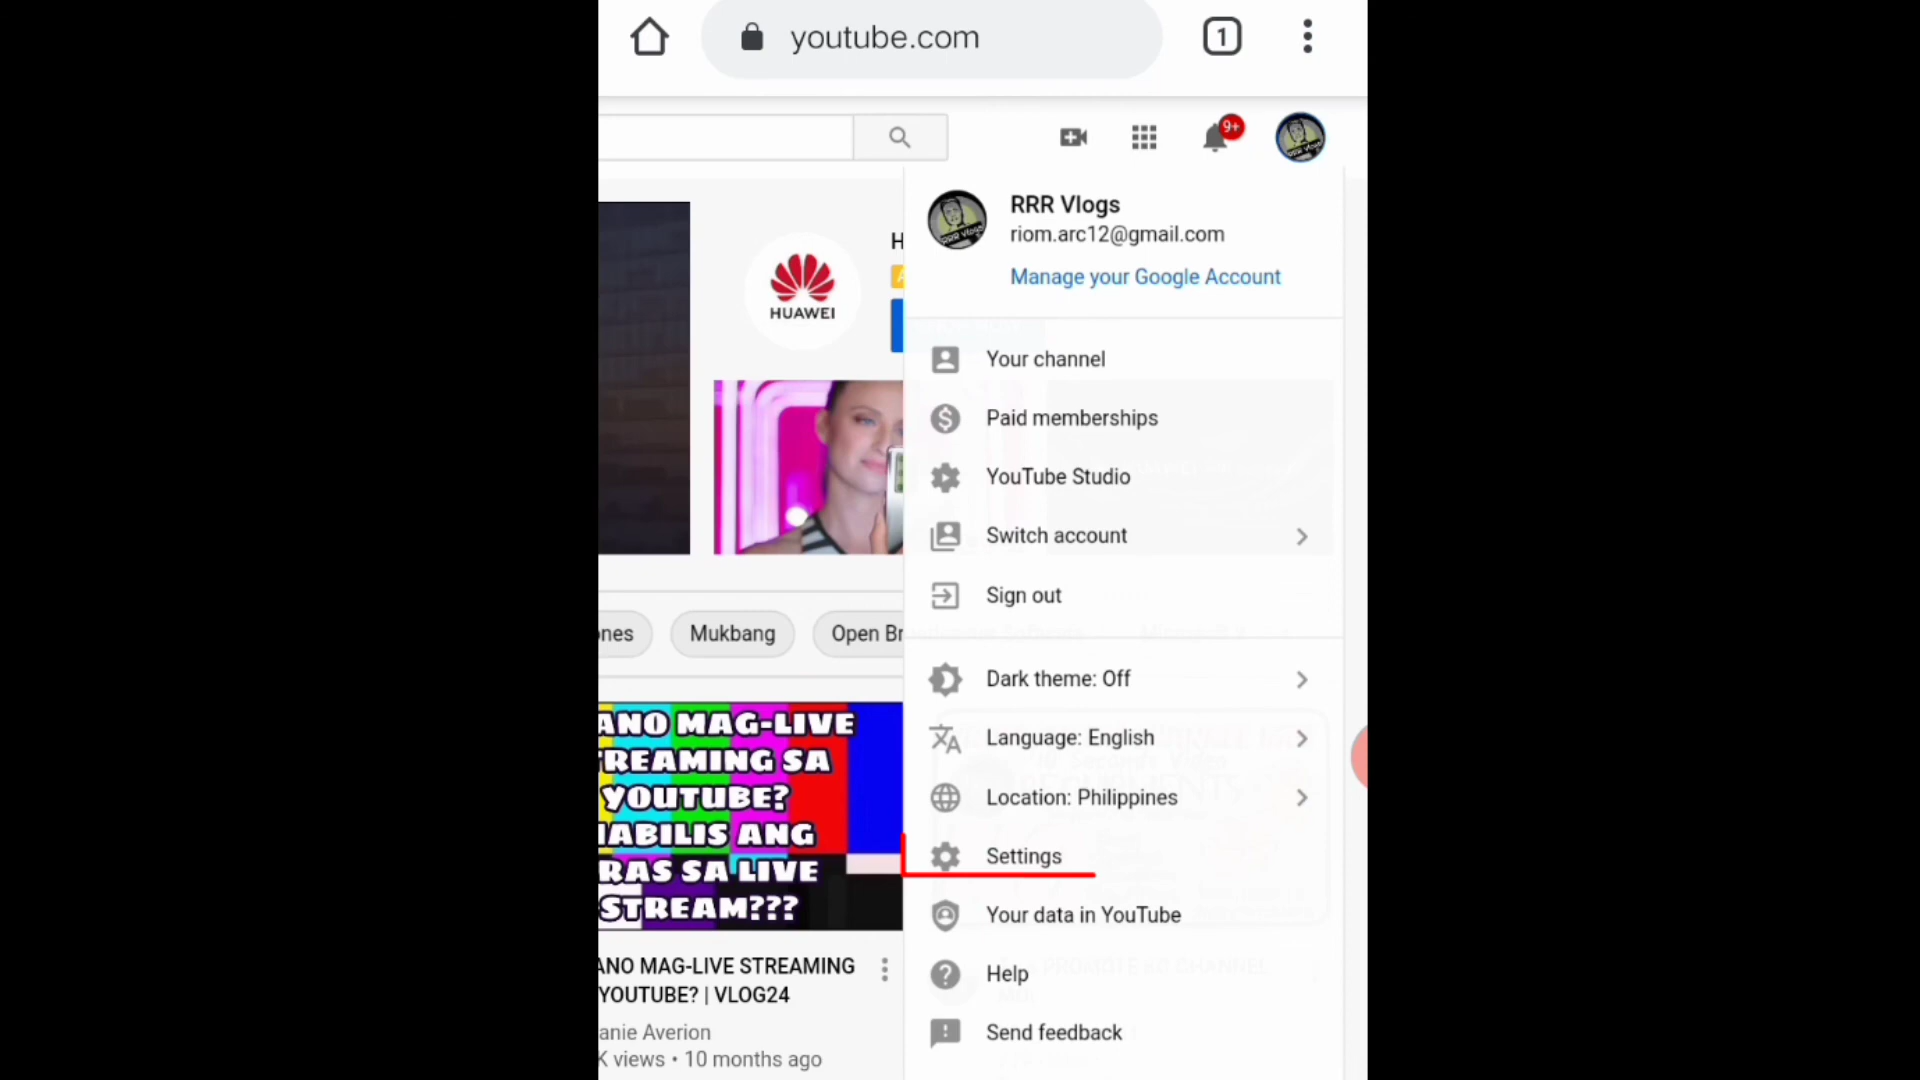 youtube.com
1
9+
RRR Vlogs
riom.arc12@gmail.com
Manage your Google Account
H
HUAWEI
Your channel
Paid memberships
YouTube Studio
Switch account
Sign out
ones
Mukbang
Open Br
Dark theme: Off
Language: English
Location: Philippines
Settings
Your data in YouTube
Help
Send feedback
ANO MAG-LIVE
REAMING SA
YOUTUBE?
ABILIS ANG
RAS SA LIVE
STREAM???
ANO MAG-LIVE STREAMING
YOUTUBE? | VLOG24
anie Averion
K views • 10 months ago